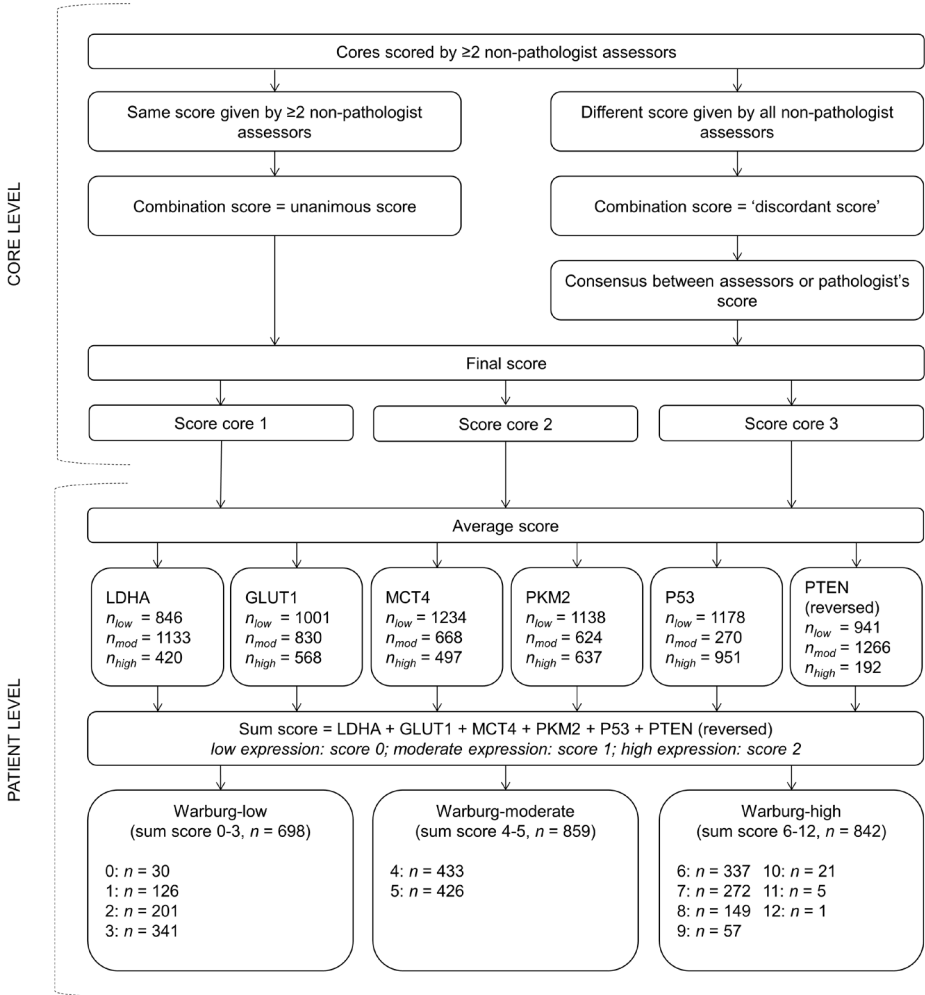 CORE LEVEL
Cores scored by ≥2 non-pathologist assessors
Same score given by ≥2 non-pathologist
assessors
Different score given by all non-pathologist
assessors
Combination score = unanimous score
Combination score = ‘discordant score’
Consensus between assessors or pathologist’s
score
Final score
Score core 1
Score core 2
Score core 3
PATIENT LEVEL
Average score
LDHA
n_low = 846
n_mod = 1133
n_high = 420
GLUT1
n_low = 1001
n_mod = 830
n_high = 568
MCT4
n_low = 1234
n_mod = 668
n_high = 497
PKM2
n_low = 1138
n_mod = 624
n_high = 637
P53
n_low = 1178
n_mod = 270
n_high = 951
PTEN
(reversed)
n_low = 941
n_mod = 1266
n_high = 192
Sum score = LDHA + GLUT1 + MCT4 + PKM2 + P53 + PTEN (reversed)
low expression: score 0; moderate expression: score 1; high expression: score 2
Warburg-low
(sum score 0-3, n = 698)
0: n = 30
1: n = 126
2: n = 201
3: n = 341
Warburg-moderate
(sum score 4-5, n = 859)
4: n = 433
5: n = 426
Warburg-high
(sum score 6-12, n = 842)
6: n = 337 10: n = 21
7: n = 272 11: n = 5
8: n = 149 12: n = 1
9: n = 57